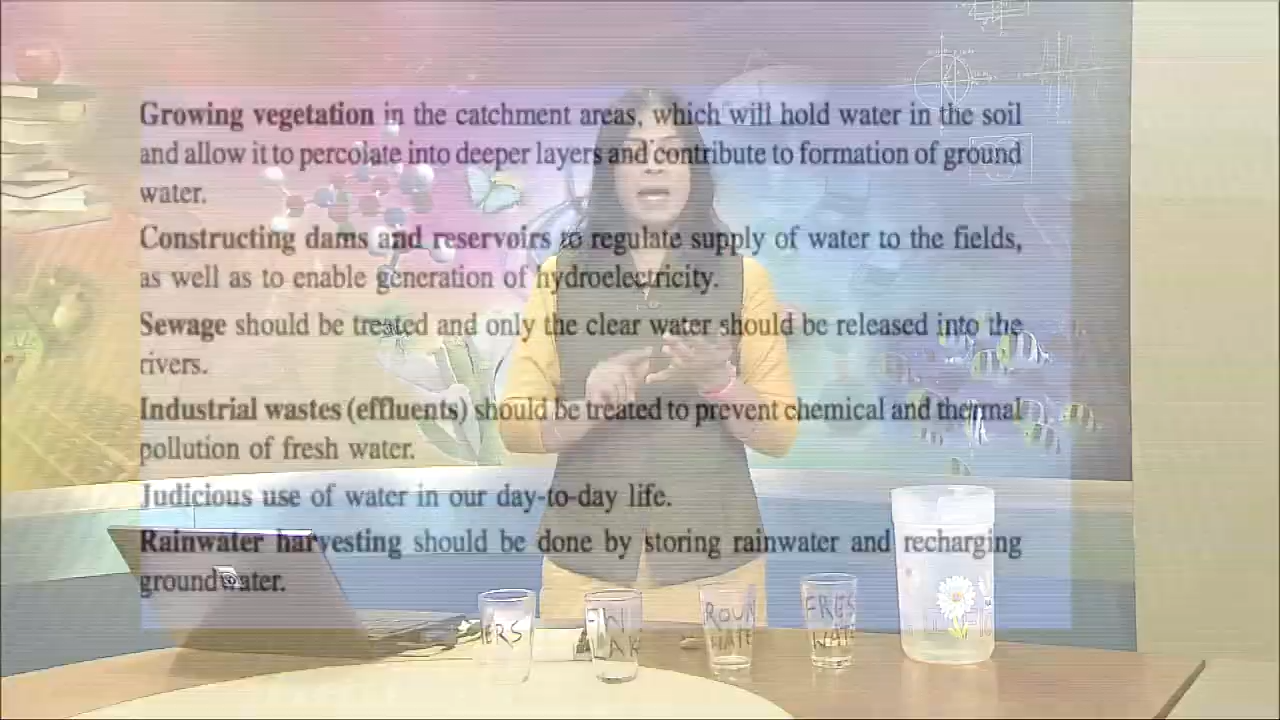 Growing vegetation in the catchment areas, which will hold water in the soil
and allow it to percolate into deeper layers and contribute to formation of ground
water.
Constructing dams and reservoirs to regulate supply of water to the fields,
as well as to enable generation of hydroelectricity.
Sewage should be treated and only the clear water should be released into the
rivers.
Industrial wastes (effluents) should be treated to prevent chemical and thermal
pollution of fresh water.
Judicious use of water in our day-to-day life.
Rainwater harvesting should be done by storing rainwater and recharging
groundwater.
IERS
ROUN
WATE
FRES
WAT